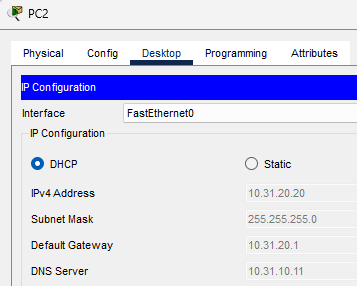 PC2
Physical Config Desktop Programming Attributes
IP Configuration
Interface FastEthernet0
IP Configuration
DHCP Static
IPv4 Address 10.31.20.20
Subnet Mask 255.255.255.0
Default Gateway 10.31.20.1
DNS Server 10.31.10.11